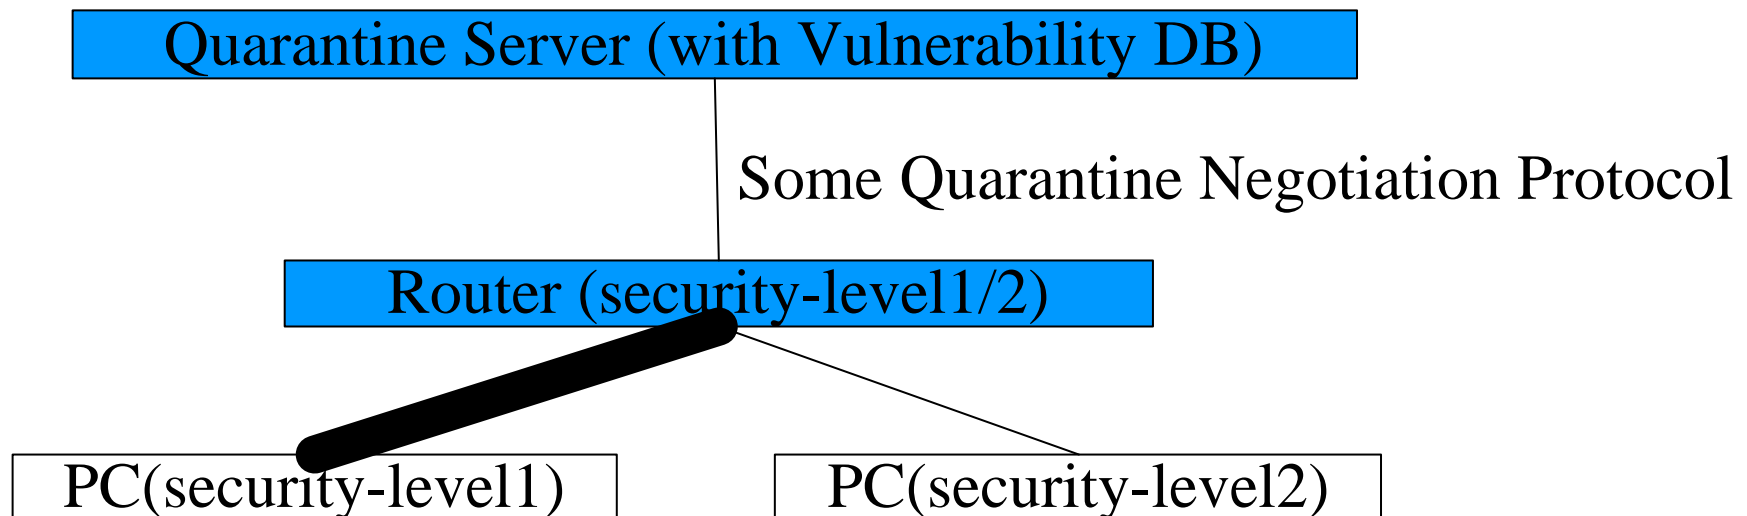 Quarantine Server (with Vulnerability DB)
Some Quarantine Negotiation Protocol
Router (security-level1/2)
PC(security-level1)
PC(security-level2)